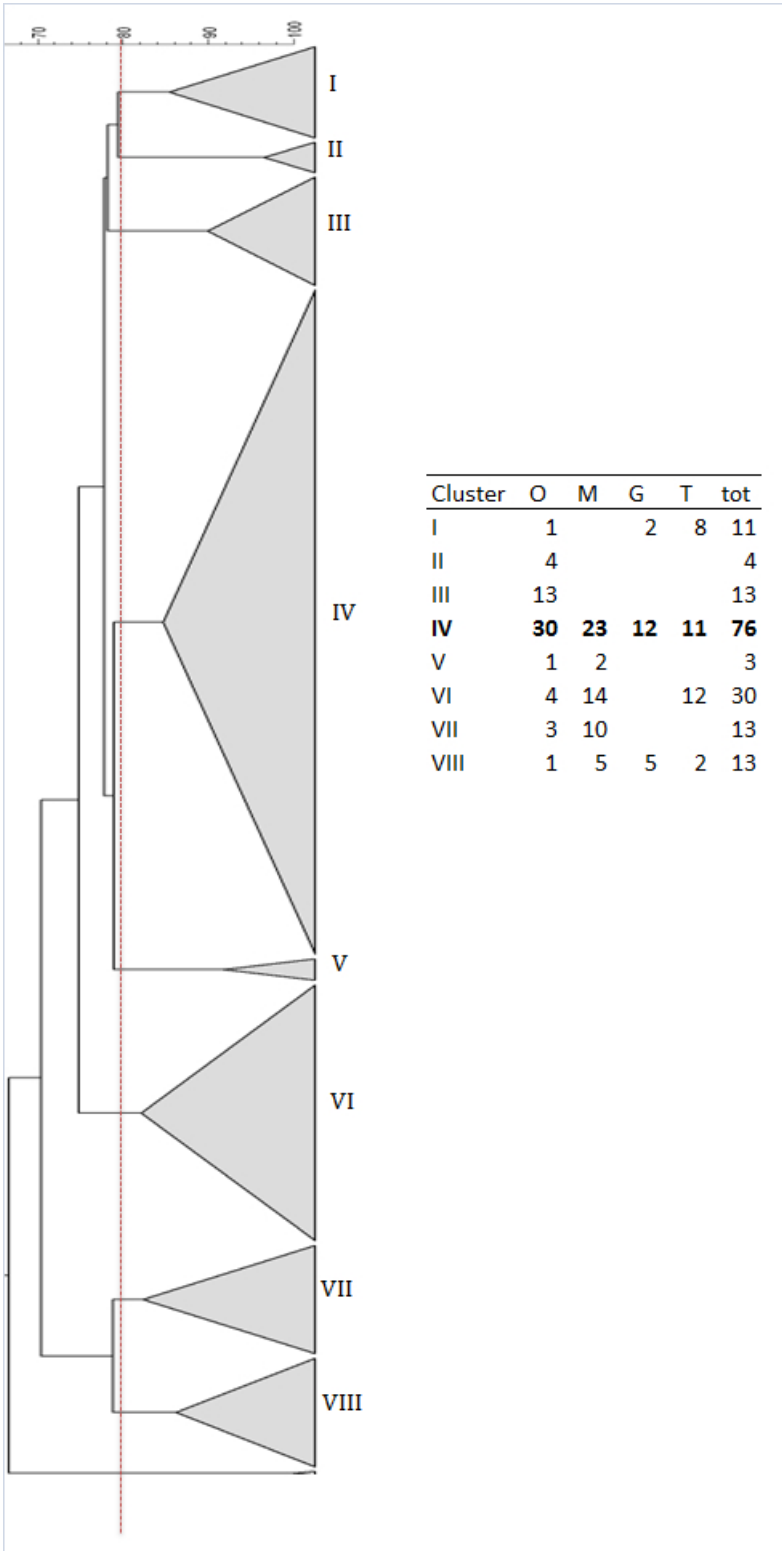 70 80 90 100
I
II
III
IV
V
VI
VII
VIII
Cluster O M G T tot
I 1 2 8 11
II 4 4
III 13 13
IV 30 23 12 11 76
V 1 2 3
VI 4 14 12 30
VII 3 10 13
VIII 1 5 5 2 13